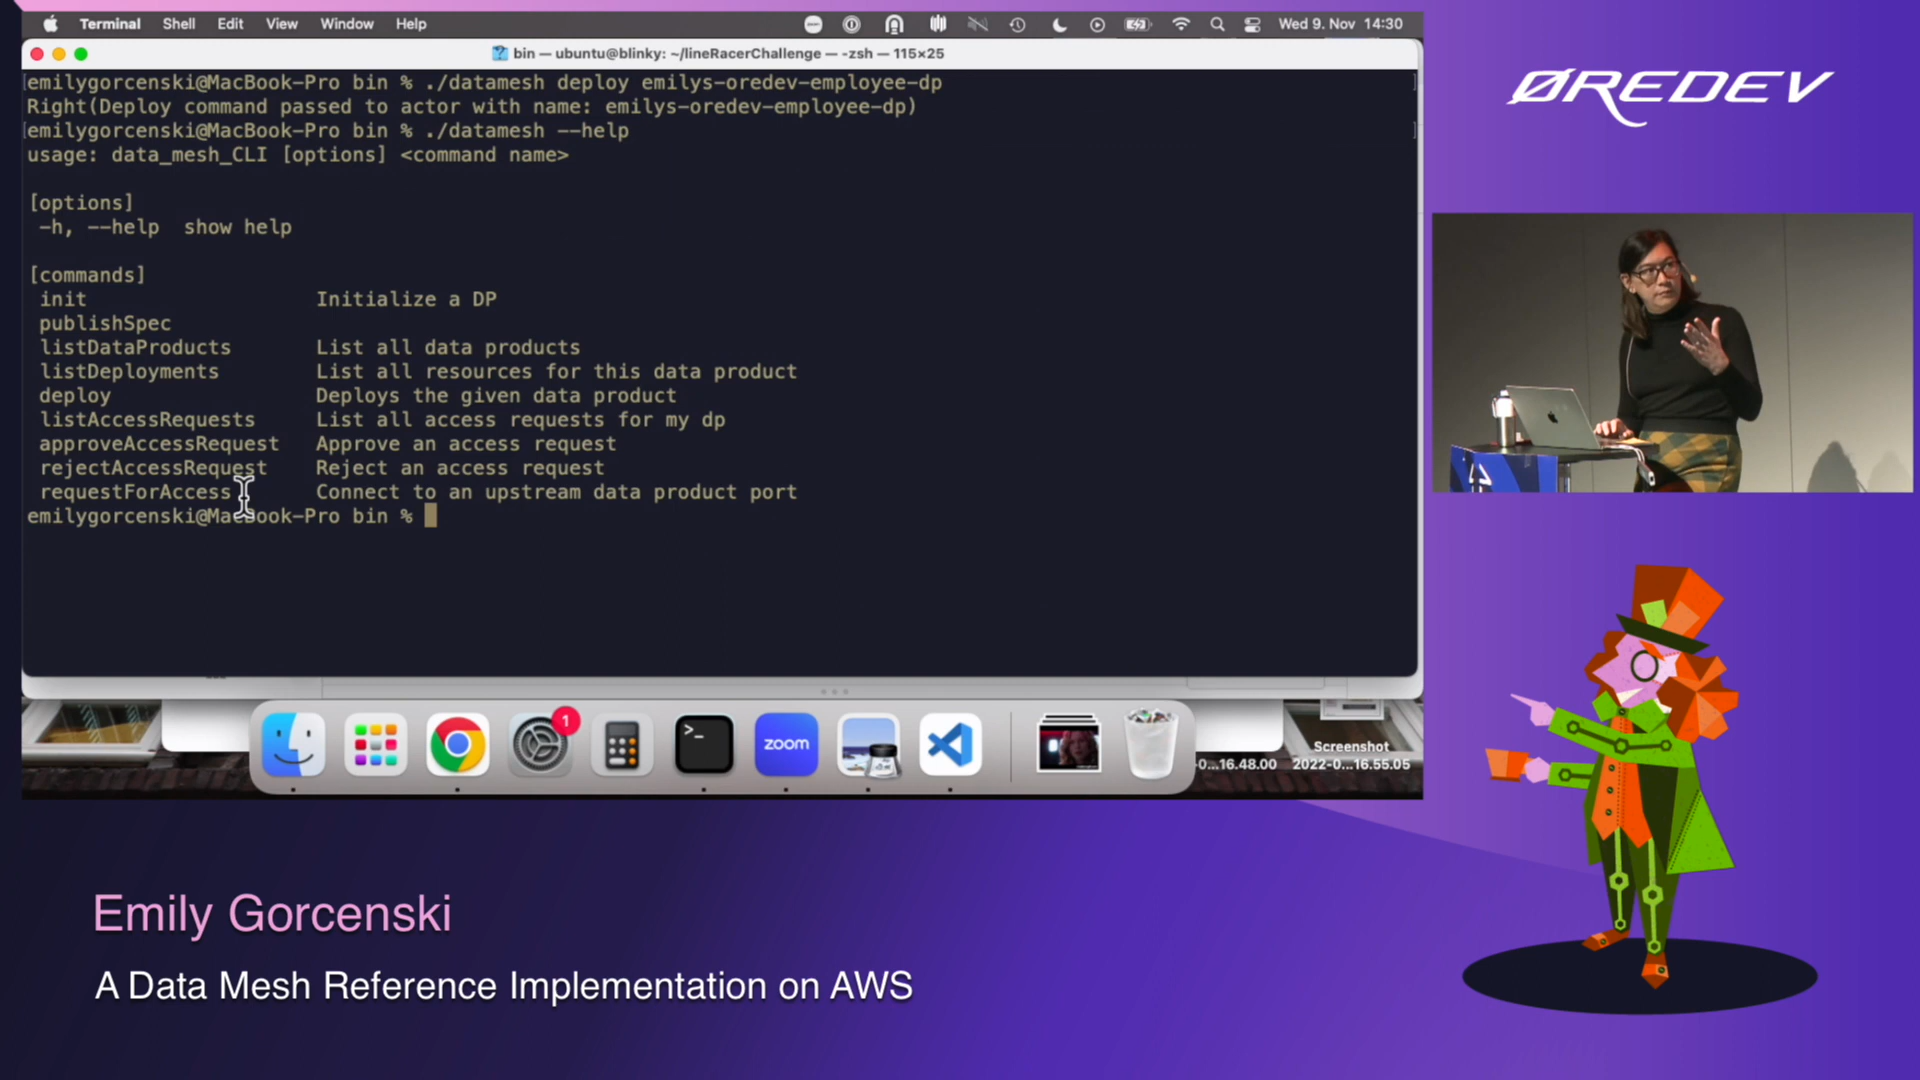 Terminal Shell Edit View Window Help Wed 9. Nov 14:30
bin — ubuntu@blinky: ~/lineRacerChallenge — -zsh — 115×25
emilygorcenski@MacBook-Pro bin % ./datamesh deploy emilys-oredev-employee-dp
Right(Deploy command passed to actor with name: emilys-oredev-employee-dp)
emilygorcenski@MacBook-Pro bin % ./datamesh --help
usage: data_mesh_CLI [options] <command name>
[options]
-h, --help show help
[commands]
init Initialize a DP
publishSpec
listDataProducts List all data products
listDeployments List all resources for this data product
deploy Deploys the given data product
listAccessRequests List all access requests for my dp
approveAccessRequest Approve an access request
rejectAccessRequest Reject an access request
requestForAccess Connect to an upstream data product port
emilygorcenski@MacBook-Pro bin %
1
zoom
Screenshot
-0...16.48.00 2022-0...16.55.05
ØREDEV
Emily Gorcenski
A Data Mesh Reference Implementation on AWS